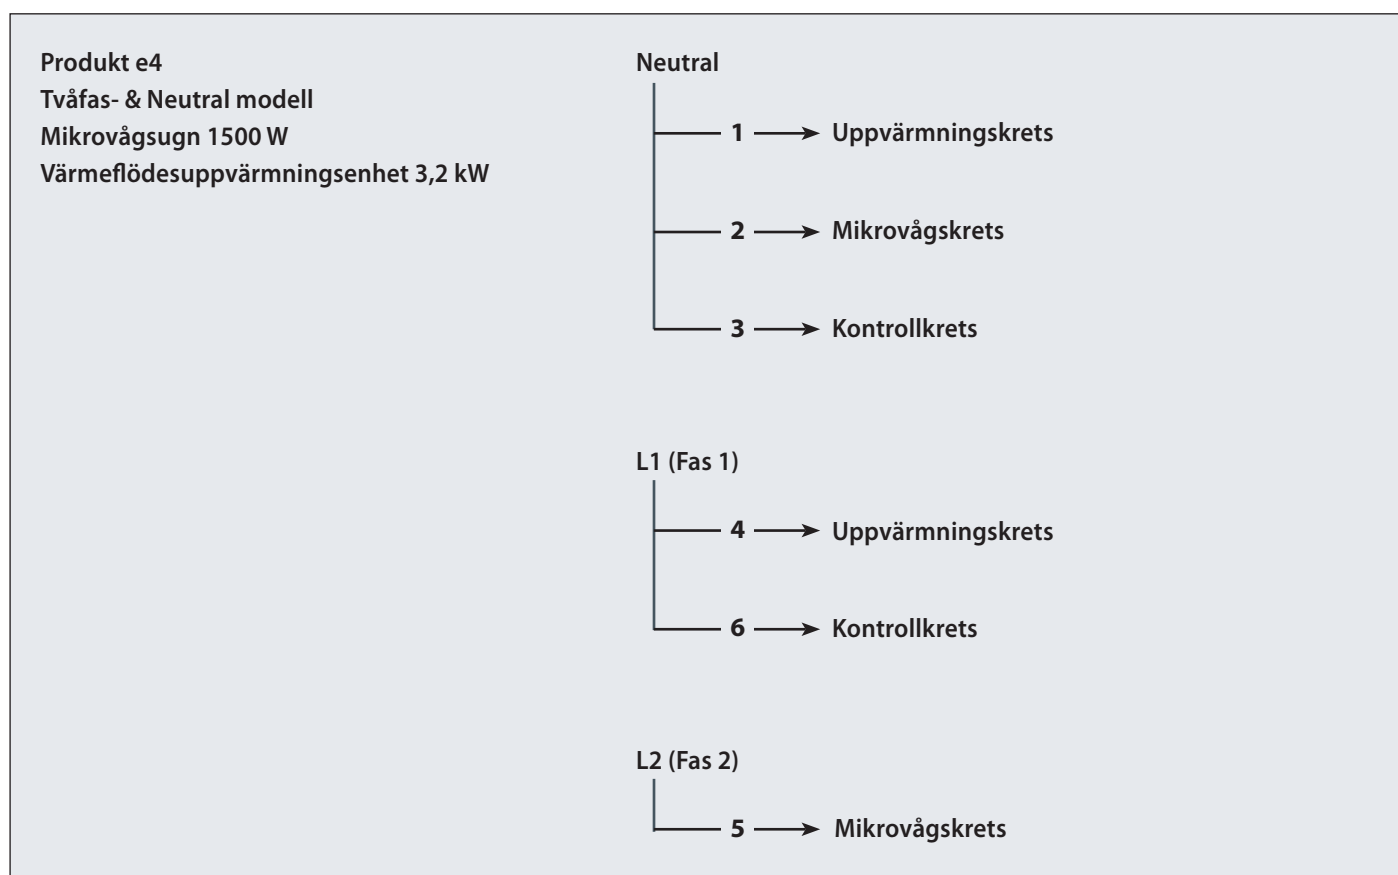 Produkt e4
Tvåfas- & Neutral modell
Mikrovågsugn 1500 W
Värmeflödesuppvärmningsenhet 3,2 kW
Neutral
1 Uppvärmningskrets
2 Mikrovågskrets
3 Kontrollkrets
L1 (Fas 1)
4 Uppvärmningskrets
6 Kontrollkrets
L2 (Fas 2)
5 Mikrovågskrets